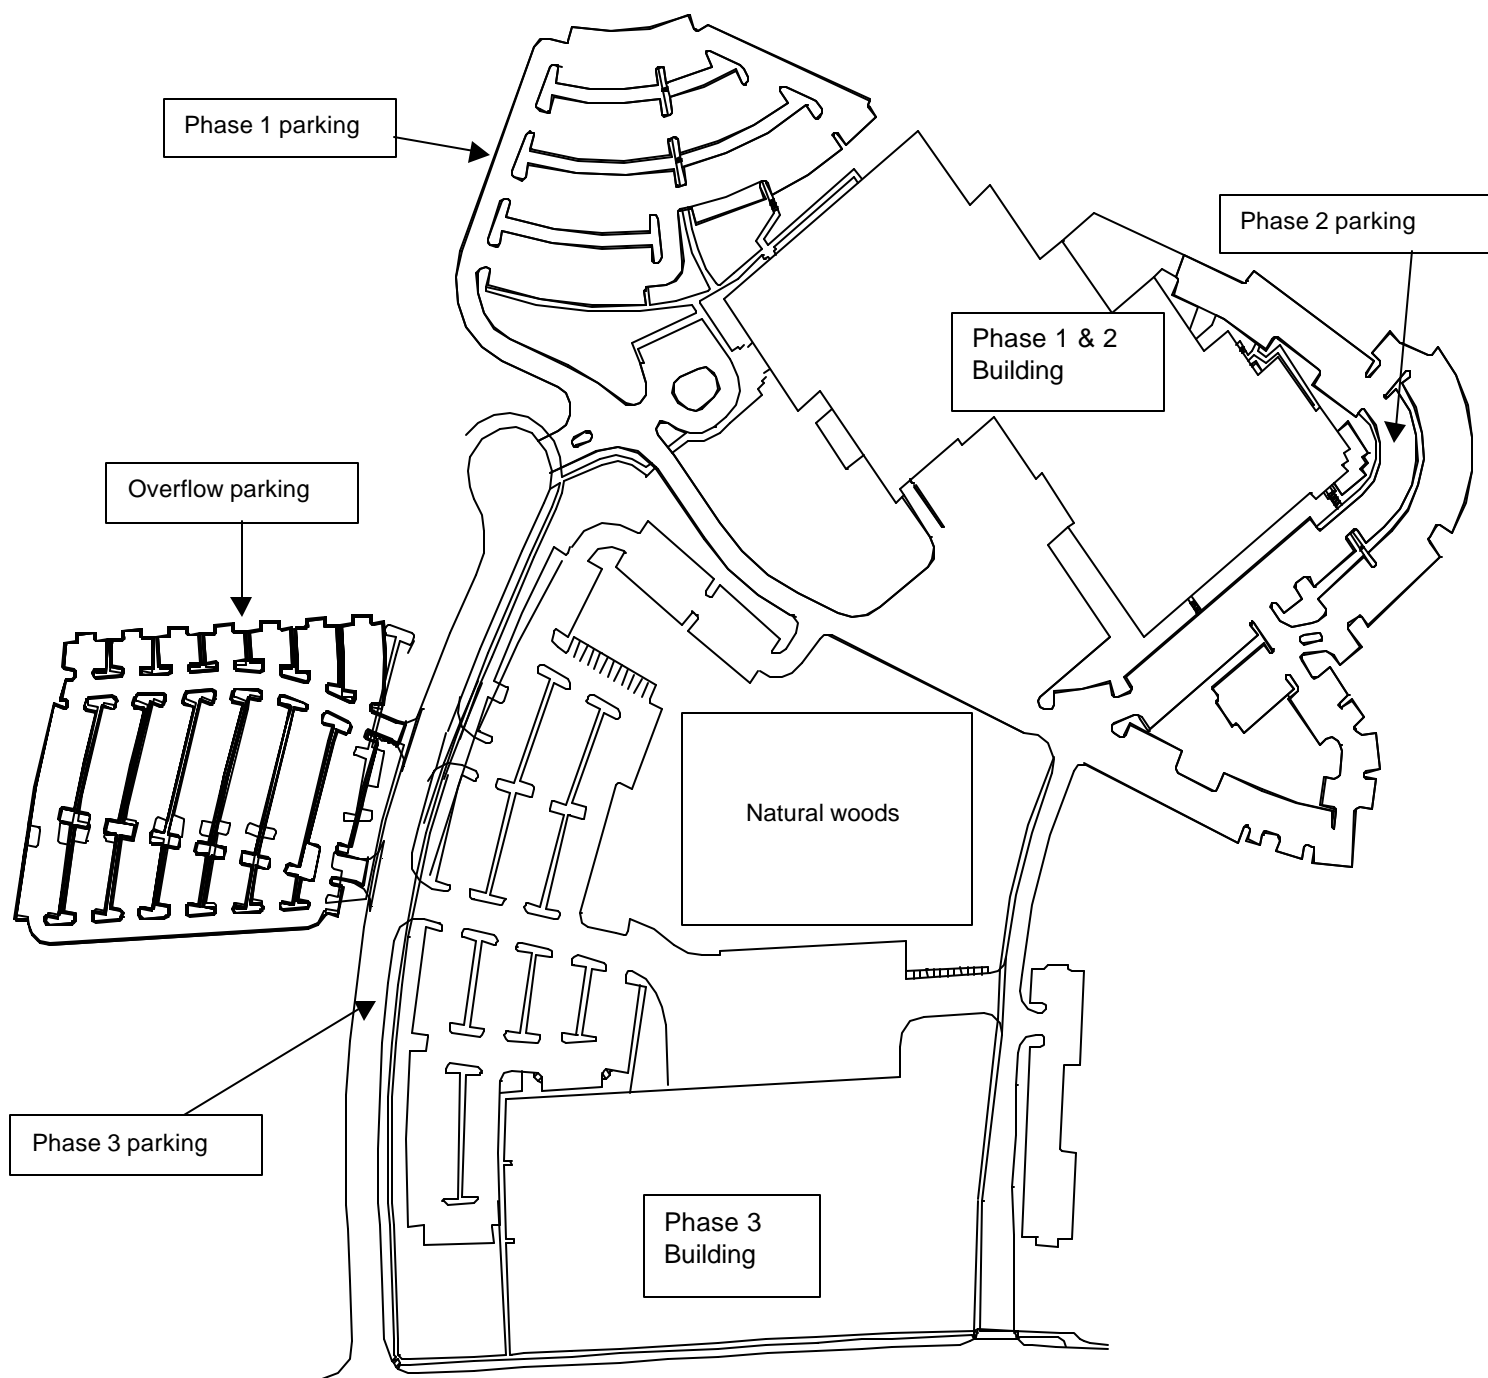 Phase 1 parking
Phase 2 parking
Phase 1 & 2
Building
Overflow parking
Natural woods
Phase 3 parking
Phase 3
Building